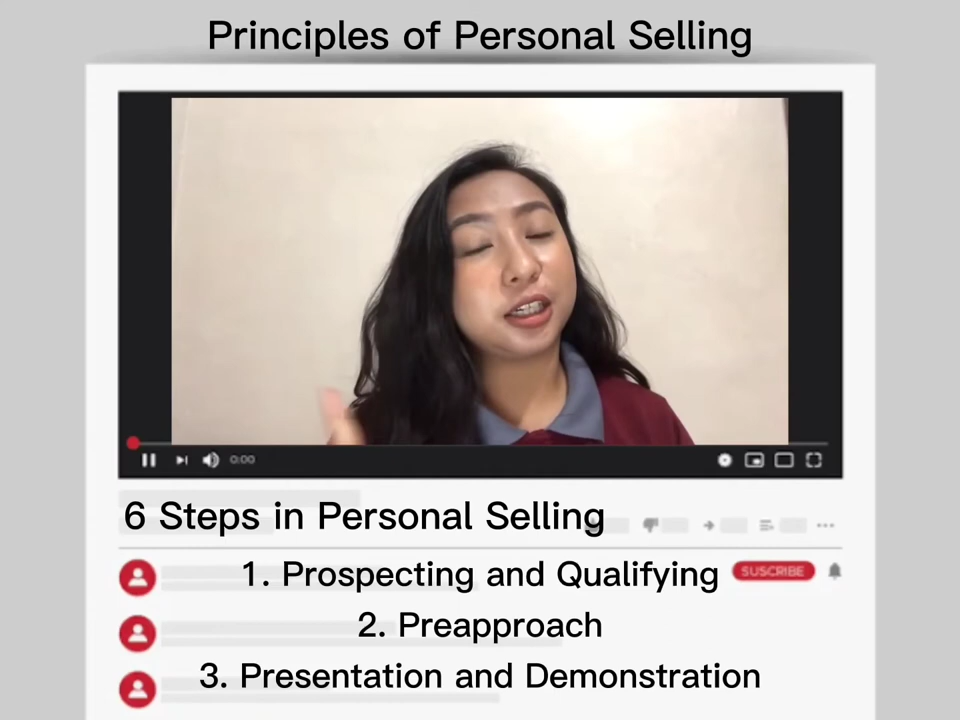 Principles of Personal Selling
0:00
6 Steps in Personal Selling
1. Prospecting and Qualifying
SUSCRIBE
2. Preapproach
3. Presentation and Demonstration